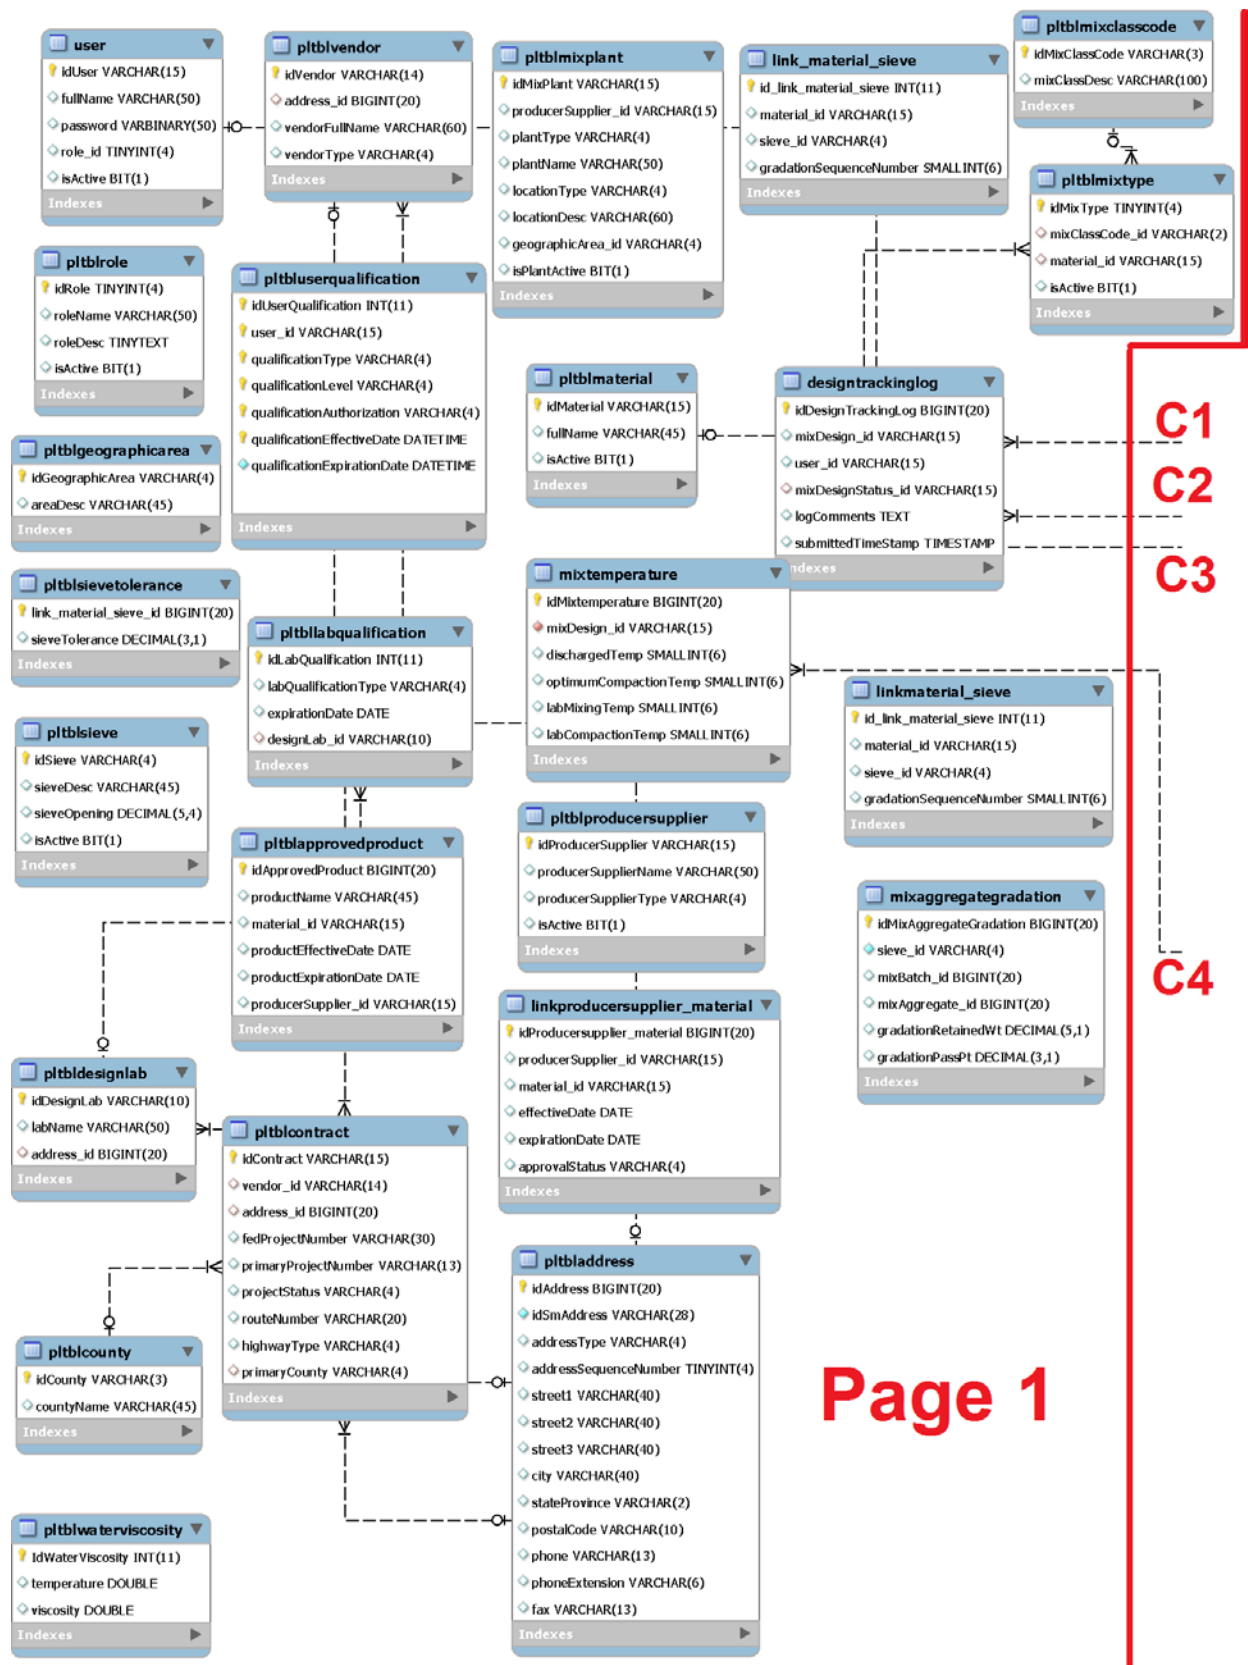 user
idUser VARCHAR(15)
fullName VARCHAR(50)
password VARBINARY(50)
role_id TINYINT(4)
isActive BIT(1)
Indexes
pltblvendor
idVendor VARCHAR(14)
address_id BIGINT(20)
vendorFullName VARCHAR(60)
vendorType VARCHAR(4)
Indexes
pltblmixplant
idMixPlant VARCHAR(15)
producerSupplier_id VARCHAR(15)
plantType VARCHAR(4)
plantName VARCHAR(50)
locationType VARCHAR(4)
locationDesc VARCHAR(60)
geographicArea_id VARCHAR(4)
isPlantActive BIT(1)
Indexes
link_material_sieve
id_link_material_sieve INT(11)
material_id VARCHAR(15)
sieve_id VARCHAR(4)
gradationSequenceNumber SMALLINT(6)
Indexes
pltblmixclasscode
idMixClassCode VARCHAR(3)
mixClassDesc VARCHAR(100)
Indexes
pltblmixtype
idMixType TINYINT(4)
mixClassCode_id VARCHAR(2)
material_id VARCHAR(15)
isActive BIT(1)
Indexes
pltblrole
idRole TINYINT(4)
roleName VARCHAR(50)
roleDesc TINYTEXT
isActive BIT(1)
Indexes
pltbluserqualification
idUserQualification INT(11)
user_id VARCHAR(15)
qualificationType VARCHAR(4)
qualificationLevel VARCHAR(4)
qualificationAuthorization VARCHAR(4)
qualificationEffectiveDate DATETIME
qualificationExpirationDate DATETIME
Indexes
pltblmaterial
idMaterial VARCHAR(15)
fullName VARCHAR(45)
isActive BIT(1)
Indexes
designtrackinglog
idDesignTrackingLog BIGINT(20)
mixDesign_id VARCHAR(15)
user_id VARCHAR(15)
mixDesignStatus_id VARCHAR(15)
logComments TEXT
submittedTimeStamp TIMESTAMP
ndexes
C1
C2
C3
pltblgeographicarea
idGeographicArea VARCHAR(4)
areaDesc VARCHAR(45)
Indexes
pltblsievetolerance
link_material_sieve_id BIGINT(20)
sieveTolerance DECIMAL(3,1)
Indexes
pltbllabqualification
idLabQualification INT(11)
labQualificationType VARCHAR(4)
expirationDate DATE
designLab_id VARCHAR(10)
Indexes
mixtemperature
idMixtemperature BIGINT(20)
mixDesign_id VARCHAR(15)
dischargedTemp SMALLINT(6)
optimumCompactionTemp SMALLINT(6)
labMixingTemp SMALLINT(6)
labCompactionTemp SMALLINT(6)
Indexes
linkmaterial_sieve
id_link_material_sieve INT(11)
material_id VARCHAR(15)
sieve_id VARCHAR(4)
gradationSequenceNumber SMALLINT(6)
Indexes
pltblsieve
idSieve VARCHAR(4)
sieveDesc VARCHAR(45)
sieveOpening DECIMAL(5,4)
isActive BIT(1)
Indexes
pltblapprovedproduct
idApprovedProduct BIGINT(20)
productName VARCHAR(45)
material_id VARCHAR(15)
productEffectiveDate DATE
productExpirationDate DATE
producerSupplier_id VARCHAR(15)
Indexes
pltblproducersupplier
idProducerSupplier VARCHAR(15)
producerSupplierName VARCHAR(50)
producerSupplierType VARCHAR(4)
isActive BIT(1)
Indexes
mixaggregategradation
idMixAggregateGradation BIGINT(20)
sieve_id VARCHAR(4)
mixBatch_id BIGINT(20)
mixAggregate_id BIGINT(20)
gradationRetainedWt DECIMAL(5,1)
gradationPassPt DECIMAL(3,1)
Indexes
C4
linkproducersupplier_material
idProducersupplier_material BIGINT(20)
producerSupplier_id VARCHAR(15)
material_id VARCHAR(15)
effectiveDate DATE
expirationDate DATE
approvalStatus VARCHAR(4)
Indexes
pltbldesignlab
idDesignLab VARCHAR(10)
labName VARCHAR(50)
address_id BIGINT(20)
Indexes
pltblcontract
idContract VARCHAR(15)
vendor_id VARCHAR(14)
address_id BIGINT(20)
fedProjectNumber VARCHAR(30)
primaryProjectNumber VARCHAR(13)
projectStatus VARCHAR(4)
routeNumber VARCHAR(20)
highwayType VARCHAR(4)
primaryCounty VARCHAR(4)
Indexes
pltbladdress
idAddress BIGINT(20)
idSmAddress VARCHAR(28)
addressType VARCHAR(4)
addressSequenceNumber TINYINT(4)
street1 VARCHAR(40)
street2 VARCHAR(40)
street3 VARCHAR(40)
city VARCHAR(40)
stateProvince VARCHAR(2)
postalCode VARCHAR(10)
phone VARCHAR(13)
phoneExtension VARCHAR(6)
fax VARCHAR(13)
Indexes
pltblcounty
idCounty VARCHAR(3)
countyName VARCHAR(45)
Indexes
Page 1
pltblwaterviscosity
IdWaterViscosity INT(11)
temperature DOUBLE
viscosity DOUBLE
Indexes